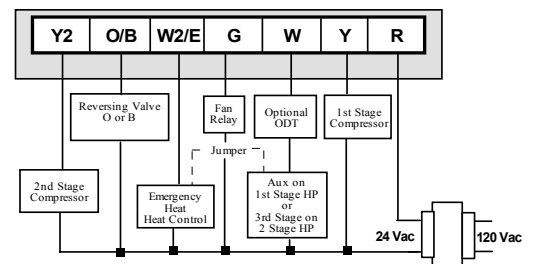 Y2 O/B W2/E G W Y R
Reversing Valve
O or B
Fan
Relay
Optional
ODT
1st Stage
Compressor
Jumper
2nd Stage
Compressor
Emergency
Heat
Heat Control
Aux on
1st Stage HP
or
3rd Stage on
2 Stage HP
24 Vac
120 Vac